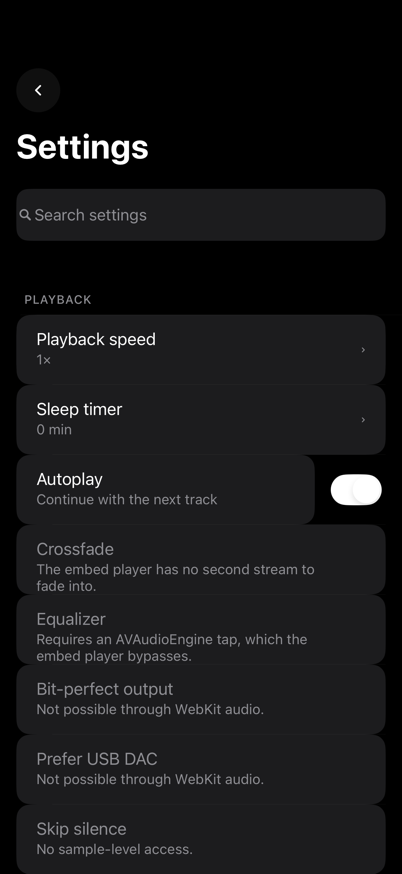 Settings
Search settings
PLAYBACK
Playback speed
1×
Sleep timer
0 min
Autoplay
Continue with the next track
Crossfade
The embed player has no second stream to
fade into.
Equalizer
Requires an AVAudioEngine tap, which the
embed player bypasses.
Bit-perfect output
Not possible through WebKit audio.
Prefer USB DAC
Not possible through WebKit audio.
Skip silence
No sample-level access.